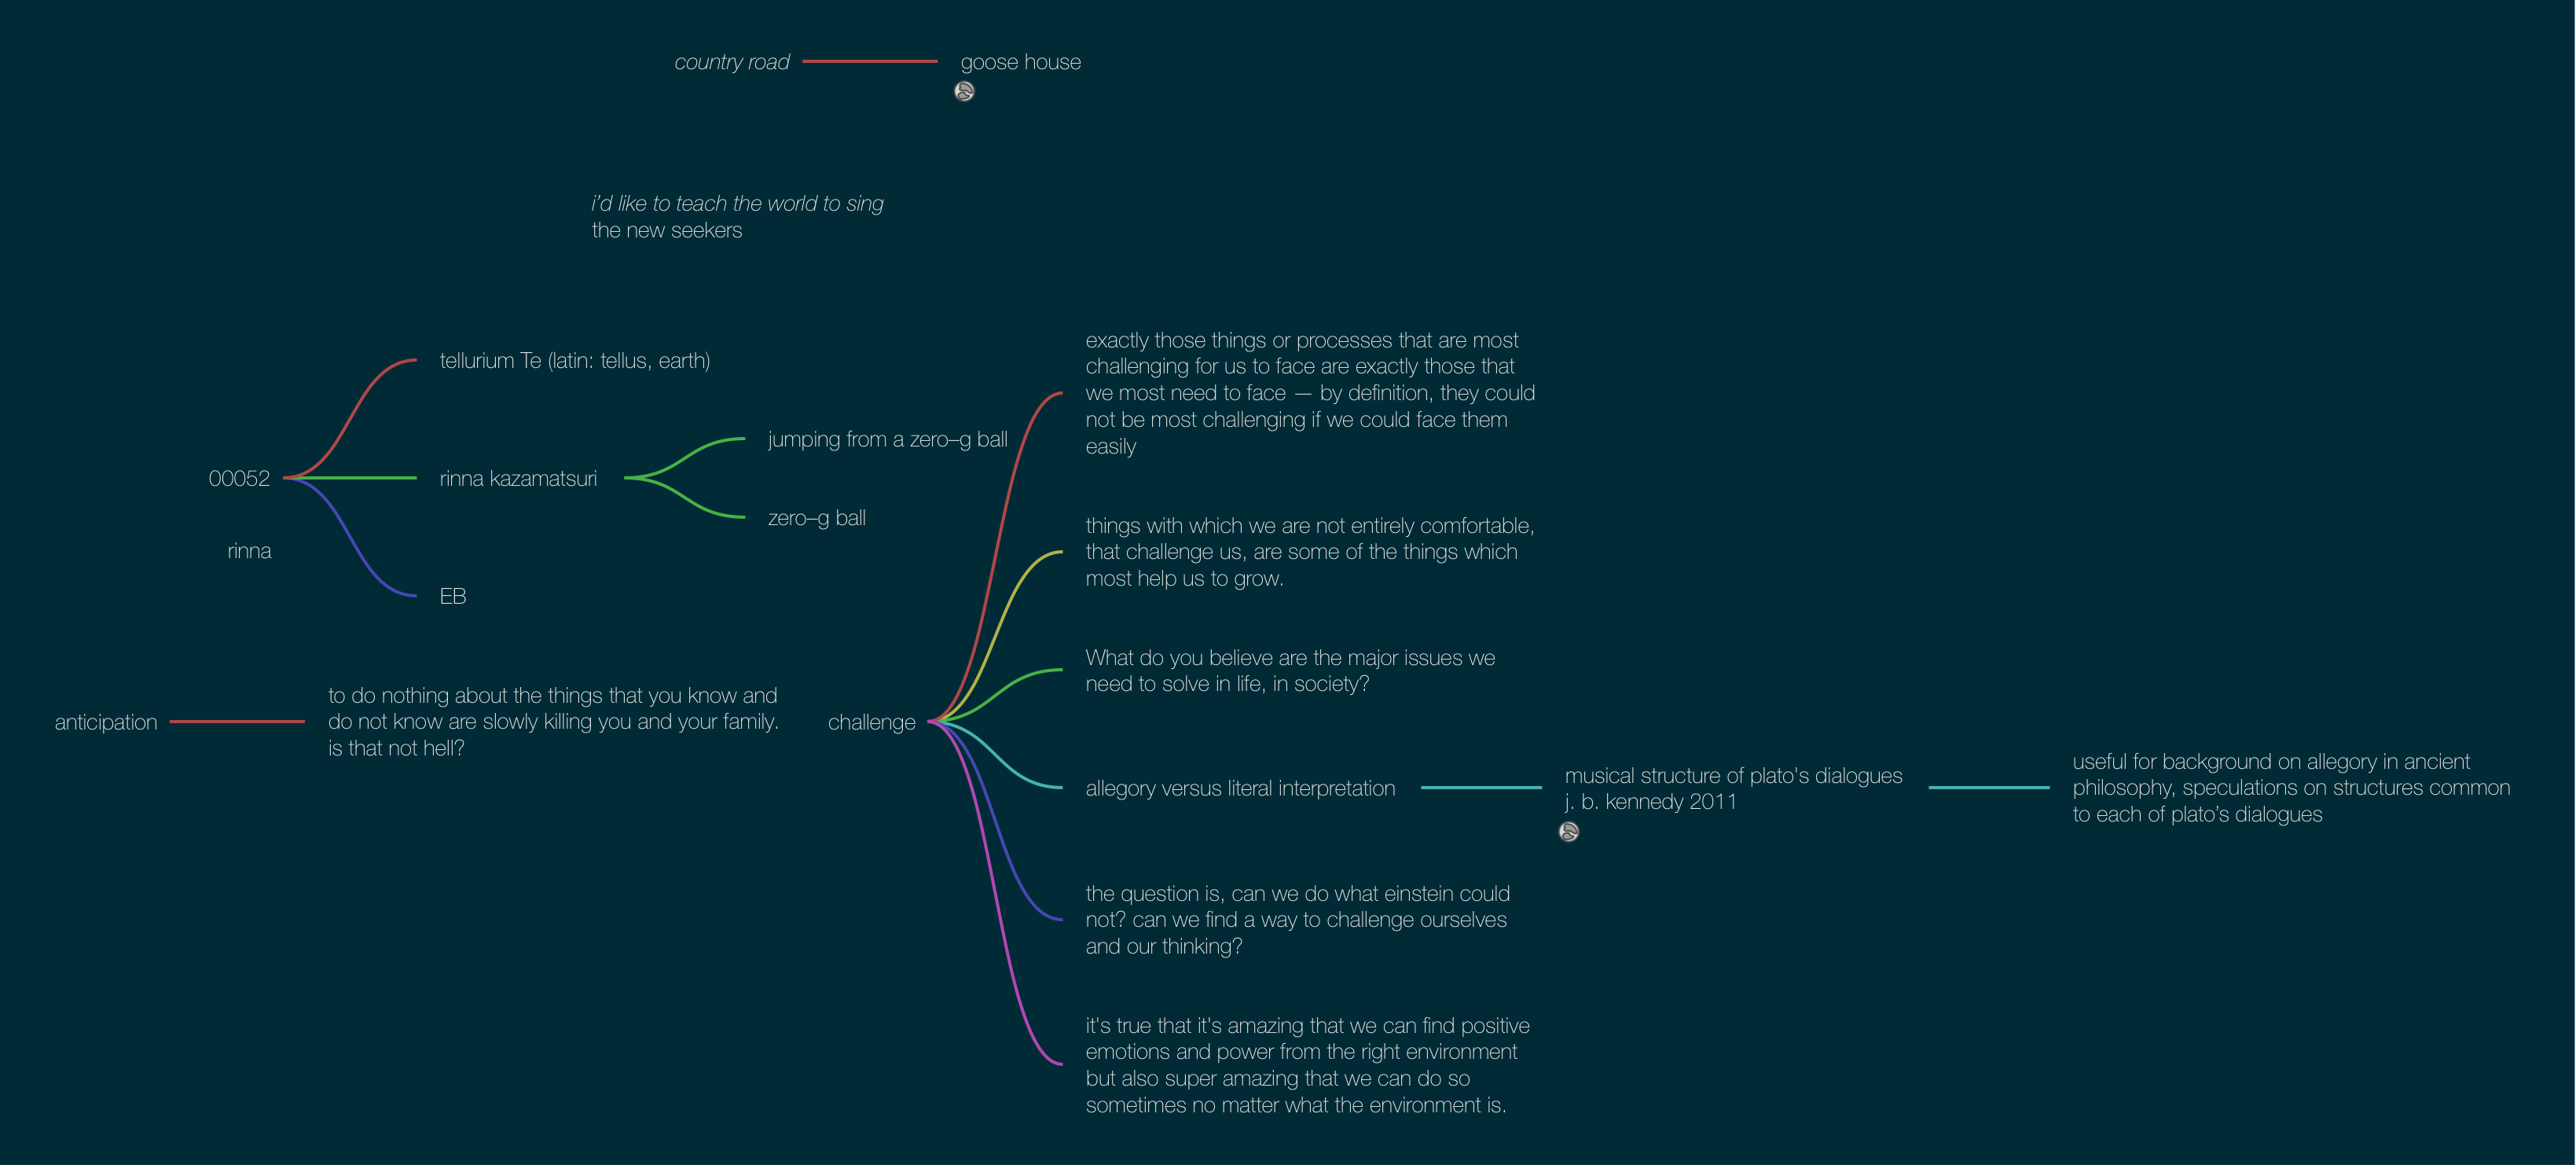 country road
goose house
i'd like to teach the world to sing
the new seekers
00052
tellurium Te (latin: tellus, earth)
rinna kazamatsuri
jumping from a zero–g ball
zero–g ball
EB
rinna
anticipation
to do nothing about the things that you know and
do not know are slowly killing you and your family.
is that not hell?
challenge
exactly those things or processes that are most
challenging for us to face are exactly those that
we most need to face — by definition, they could
not be most challenging if we could face them
easily
things with which we are not entirely comfortable,
that challenge us, are some of the things which
most help us to grow.
What do you believe are the major issues we
need to solve in life, in society?
allegory versus literal interpretation
musical structure of plato's dialogues
j. b. kennedy 2011
useful for background on allegory in ancient
philosophy, speculations on structures common
to each of plato’s dialogues
the question is, can we do what einstein could
not? can we find a way to challenge ourselves
and our thinking?
it's true that it's amazing that we can find positive
emotions and power from the right environment
but also super amazing that we can do so
sometimes no matter what the environment is.